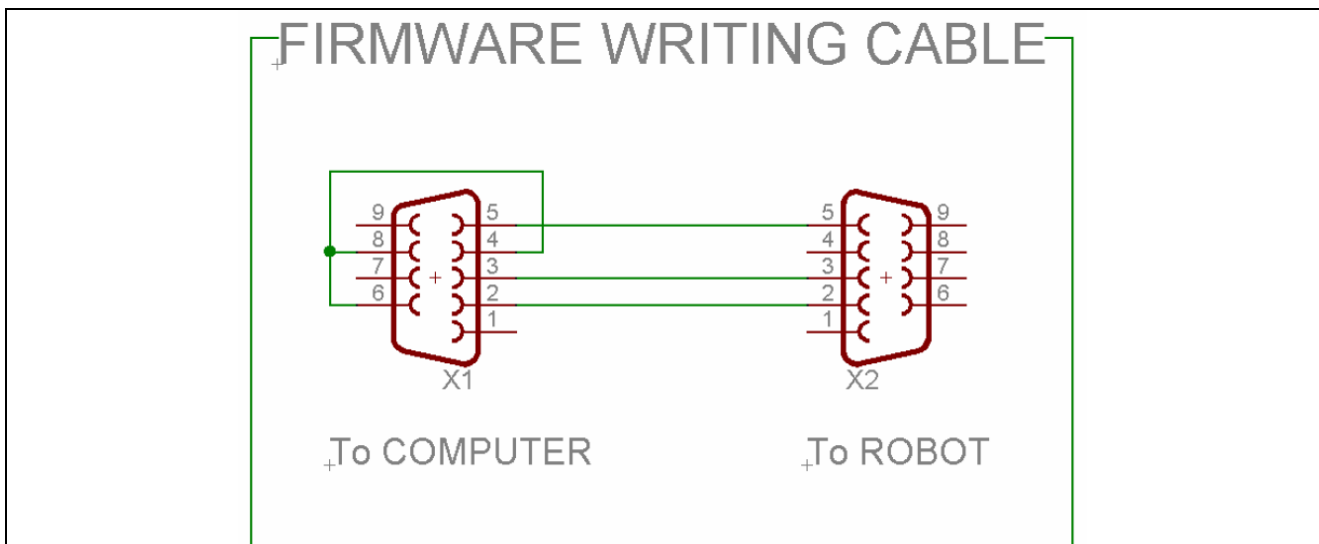 FIRMWARE WRITING CABLE
9 5 5 9
8 4 4 8
7 3 3 7
6 2 2 6
1 1
X1 X2
To COMPUTER To ROBOT